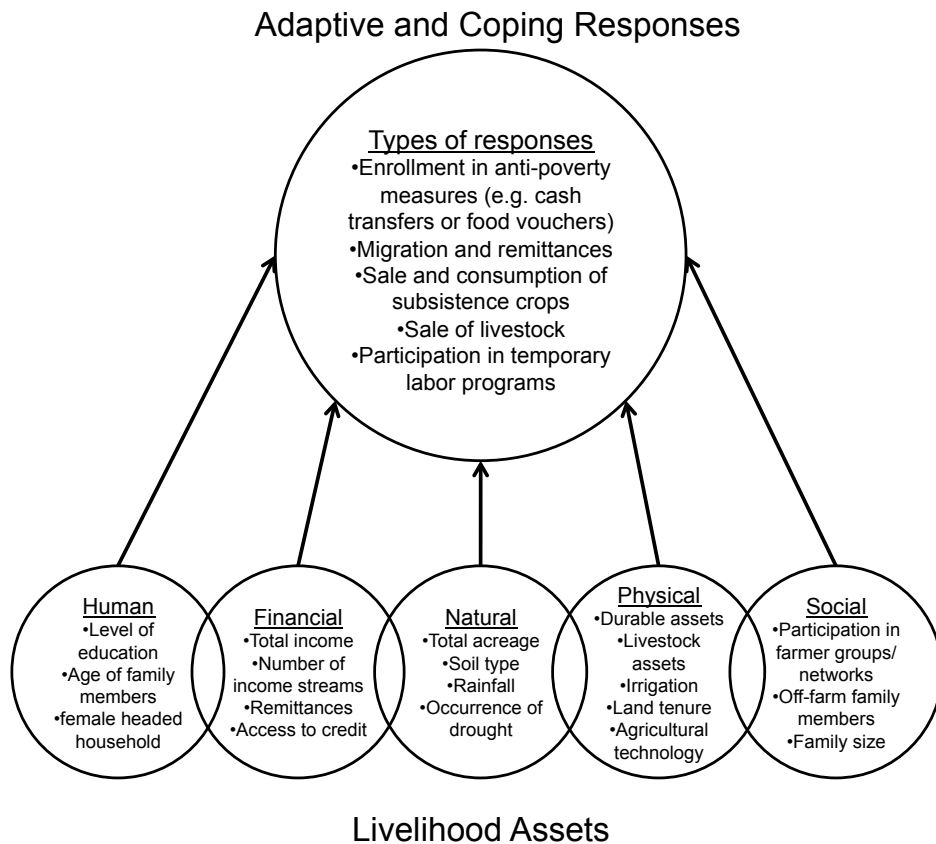 Adaptive and Coping Responses
Types of responses
•Enrollment in anti-poverty
measures (e.g. cash
transfers or food vouchers)
•Migration and remittances
•Sale and consumption of
subsistence crops
•Sale of livestock
•Participation in temporary
labor programs
Human
•Level of
education
•Age of family
members
•female headed
household
Financial
•Total income
•Number of
income streams
•Remittances
•Access to credit
Natural
•Total acreage
•Soil type
•Rainfall
•Occurrence of
drought
Physical
•Durable assets
•Livestock
assets
•Irrigation
•Land tenure
•Agricultural
technology
Social
•Participation in
farmer groups/
networks
•Off-farm family
members
•Family size
Livelihood Assets